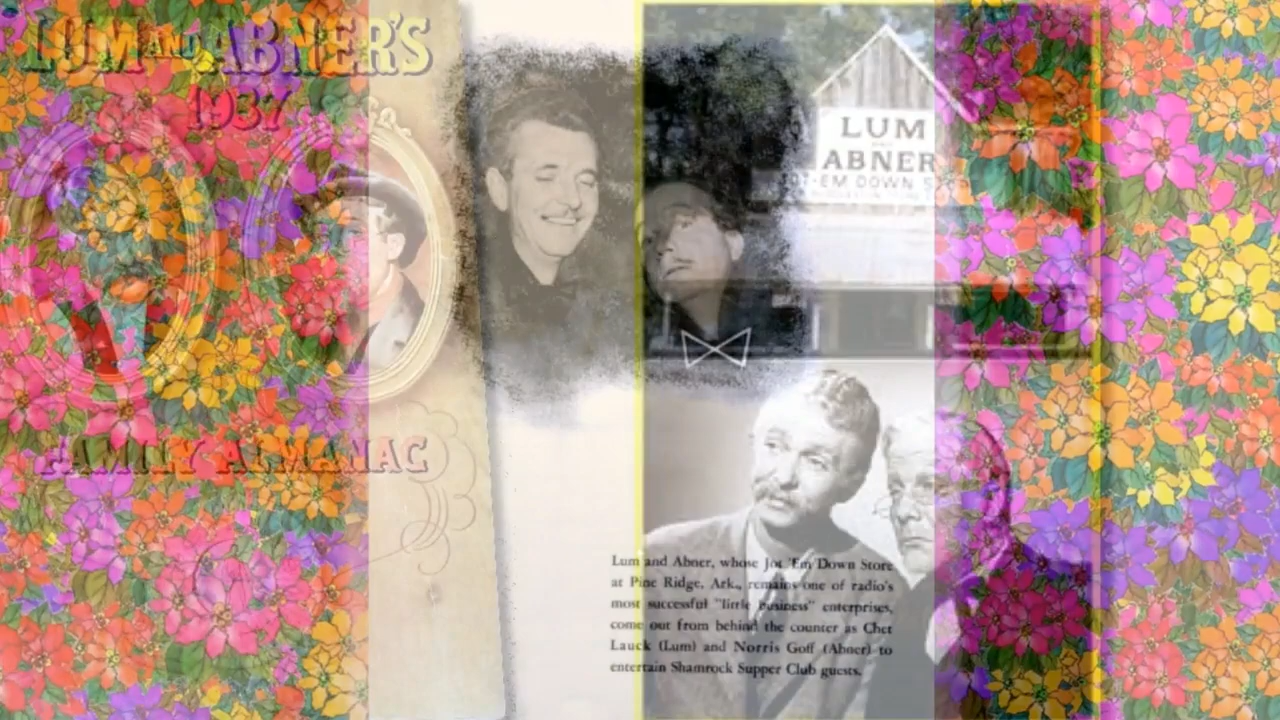 LUM AND ABNER'S
1937
FAMILY ALMANAC
LUM
ABNER
'EM DOWN
Lum and Abner, whose Jot 'Em Down Store
at Pine Ridge, Ark., remains one of radio's
most successful "little business" enterprises,
come out from behind the counter as Chet
Lauck (Lum) and Norris Goff (Abner) to
entertain Shamrock Supper Club guests.